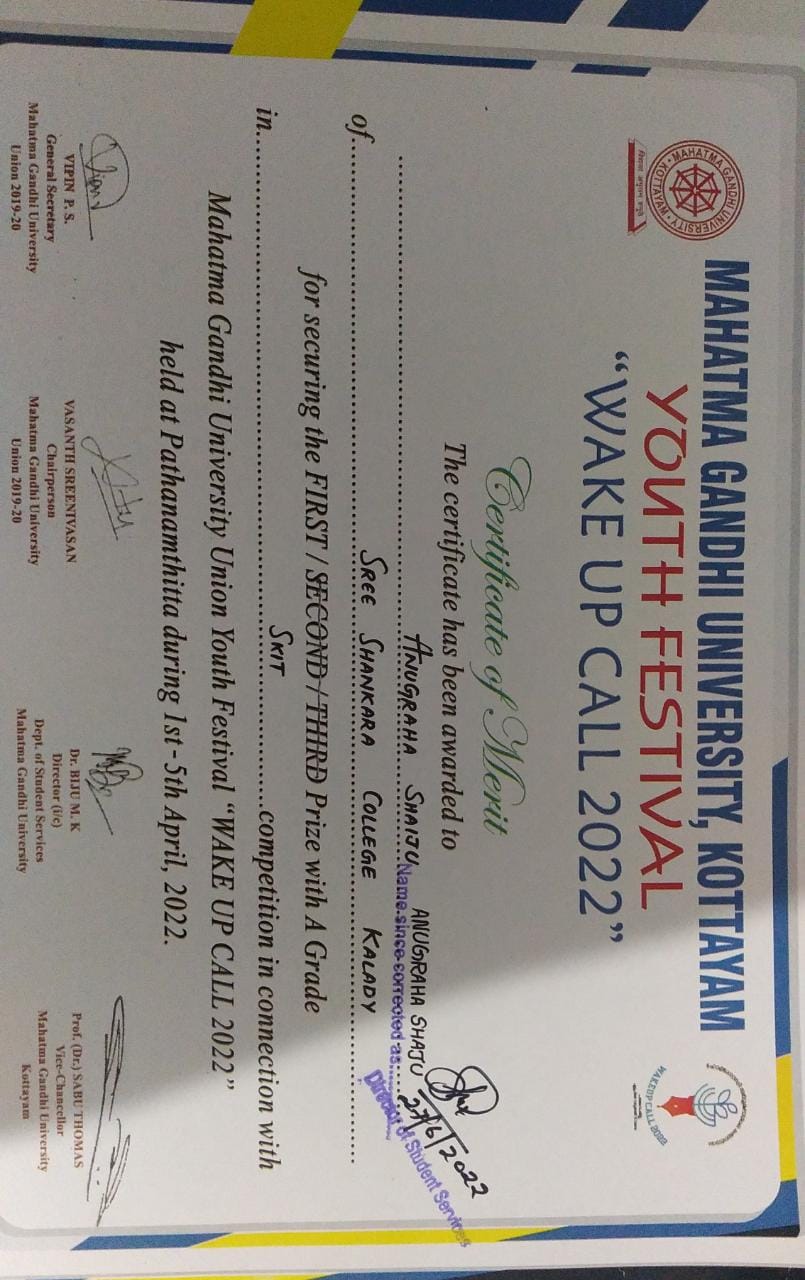 MAHATMA GANDHI UNIVERSITY, KOTTAYAM
YOUTH FESTIVAL
“WAKE UP CALL 2022”
MAHATMA GANDHI UNIVERSITY
KOTTAYAM
WAKEUP CALL 2022
Certificate of Merit
The certificate has been awarded to
ANUGRAHA SHAIJU ANUGRAHA SHAJU
Name since corrected as
27/6/2022
Director of Student Services
of SREE SHANKARA COLLEGE KALADY
for securing the FIRST / SECOND / THIRD Prize with A Grade
in SKIT competition in connection with
Mahatma Gandhi University Union Youth Festival “WAKE UP CALL 2022”
held at Pathanamthitta during 1st - 5th April, 2022.
VIPIN P. S.
General Secretary
Mahatma Gandhi University
Union 2019-20
VASANTH SREENIVASAN
Chairperson
Mahatma Gandhi University
Union 2019-20
Dr. BIJU M. K
Director (i/c)
Dept. of Student Services
Mahatma Gandhi University
Prof. (Dr.) SABU THOMAS
Vice-Chancellor
Mahatma Gandhi University
Kottayam